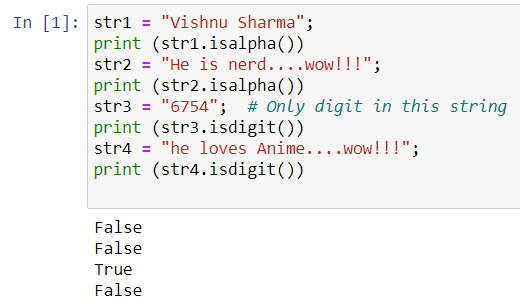 In [1]: str1 = "Vishnu Sharma";
print (str1.isalpha())
str2 = "He is nerd....wow!!!";
print (str2.isalpha())
str3 = "6754";  # Only digit in this string
print (str3.isdigit())
str4 = "he loves Anime....wow!!!";
print (str4.isdigit())
False
False
True
False